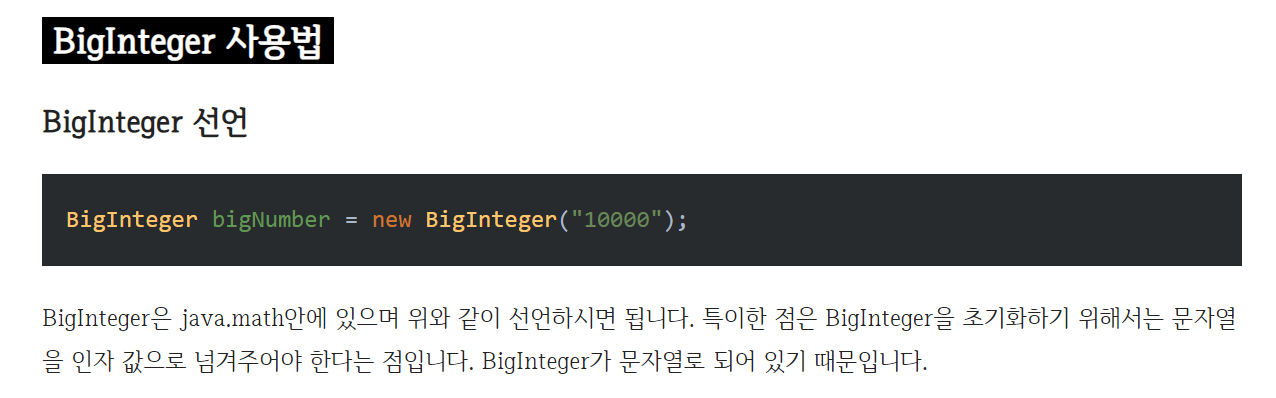 BigInteger 사용법
BigInteger 선언
BigInteger bigNumber = new BigInteger("10000");
BigInteger은 java.math안에 있으며 위와 같이 선언하시면 됩니다. 특이한 점은 BigInteger을 초기화하기 위해서는 문자열
을 인자 값으로 넘겨주어야 한다는 점입니다. BigInteger가 문자열로 되어 있기 때문입니다.